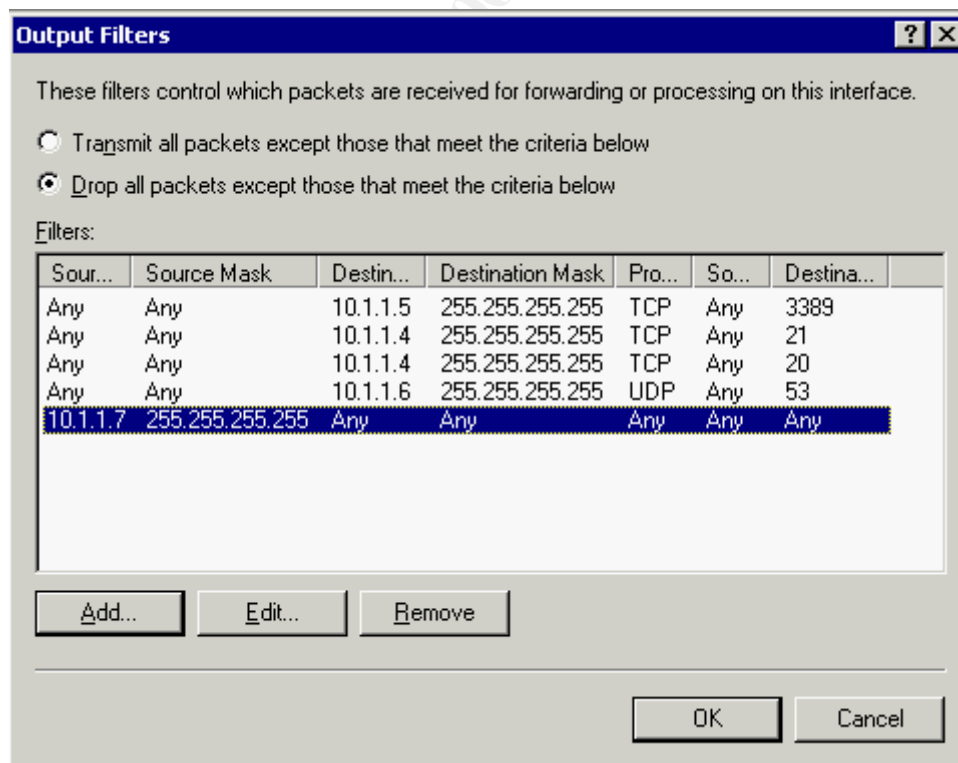 Output Filters
These filters control which packets are received for forwarding or processing on this interface.
Transmit all packets except those that meet the criteria below
Drop all packets except those that meet the criteria below
Filters:
Sour... Source Mask Destin... Destination Mask Pro... So... Destina...
Any Any 10.1.1.5 255.255.255.255 TCP Any 3389
Any Any 10.1.1.4 255.255.255.255 TCP Any 21
Any Any 10.1.1.4 255.255.255.255 TCP Any 20
Any Any 10.1.1.6 255.255.255.255 UDP Any 53
10.1.1.7 255.255.255.255 Any Any Any Any Any
Add... Edit... Remove
OK Cancel